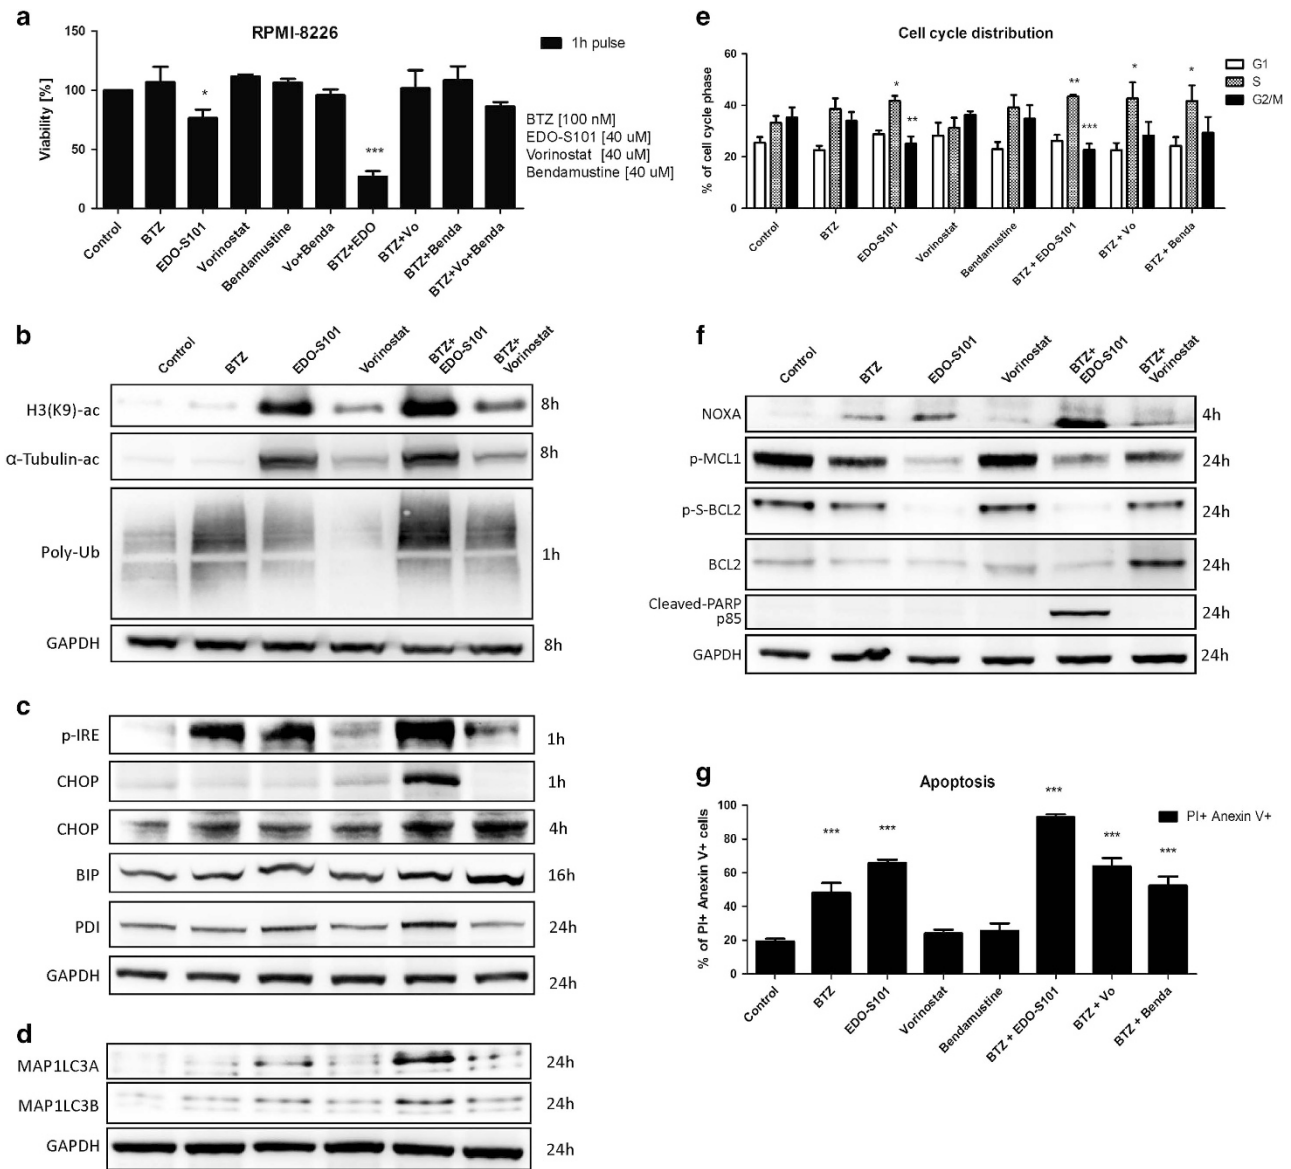 a
RPMI-8226
Viability [%]
150
100
50
0
*
***
1h pulse
BTZ [100 nM]
EDO-S101 [40 uM]
Vorinostat [40 uM]
Bendamustine [40 uM]
Control
BTZ
EDO-S101
Vorinostat
Bendamustine
Vo+Benda
BTZ+EDO
BTZ+Vo
BTZ+Benda
BTZ+Vo+Benda
b
Control
BTZ
EDO-S101
Vorinostat
BTZ+
EDO-S101
BTZ+
Vorinostat
H3(K9)-ac
8h
α-Tubulin-ac
8h
Poly-Ub
1h
GAPDH
8h
c
p-IRE
1h
CHOP
1h
CHOP
4h
BIP
16h
PDI
24h
GAPDH
24h
d
MAP1LC3A
24h
MAP1LC3B
24h
GAPDH
24h
e
Cell cycle distribution
% of cell cycle phase
60
40
20
0
*
**
**
***
*
*
G1
S
G2/M
Control
BTZ
EDO-S101
Vorinostat
Bendamustine
BTZ + EDO-S101
BTZ + Vo
BTZ + Benda
f
Control
BTZ
EDO-S101
Vorinostat
BTZ+
EDO-S101
BTZ+
Vorinostat
NOXA
4h
p-MCL1
24h
p-S-BCL2
24h
BCL2
24h
Cleaved-PARP
p85
24h
GAPDH
24h
g
Apoptosis
% of PI+ Anexin V+ cells
100
80
60
40
20
0
***
***
***
***
***
PI+ Anexin V+
Control
BTZ
EDO-S101
Vorinostat
Bendamustine
BTZ + EDO-S101
BTZ + Vo
BTZ + Benda